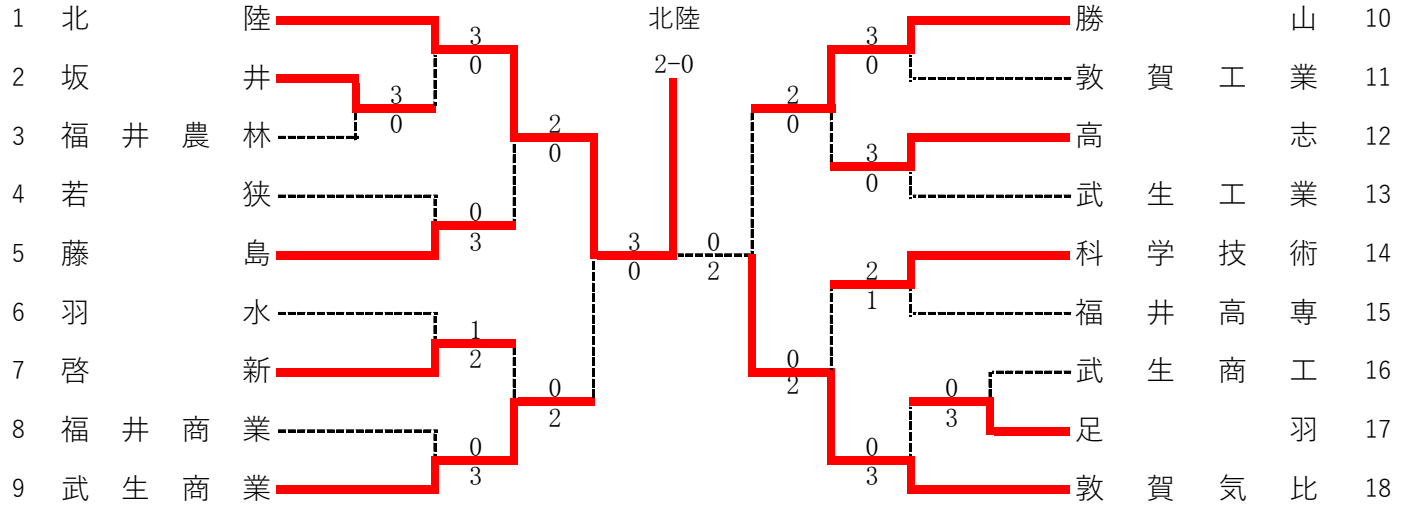 1 北陸 3 北陸 3 勝山 10
0 2-0 0
2 坂井 3 2 敦賀工業 11
0 0
3 福井農林 2 3 高志 12
0 0
4 若狭 0 武生工業 13
3
5 藤島 3 0 2 科学技術 14
0 2 1
6 羽水 1 福井高専 15
2
7 啓新 0 0 0 武生商工 16
2 2 3
8 福井商業 0 0 足羽 17
3 3
9 武生商業 敦賀気比 18